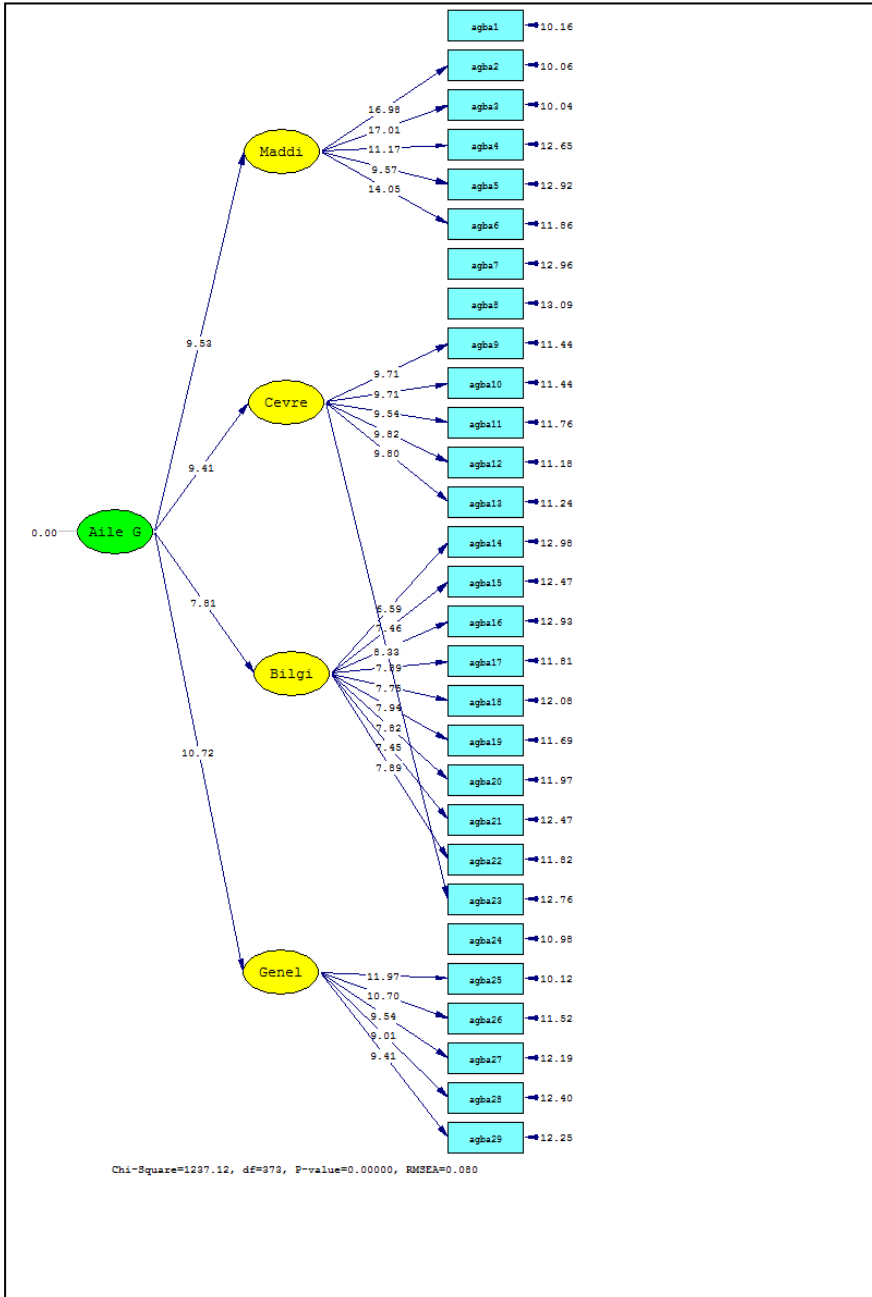 agba1 10.16
agba2 10.06
16.98
agba3 10.04
17.01
Maddi
11.17
agba4 12.65
9.57
agba5 12.92
14.05
agba6 11.86
agba7 12.96
agba8 13.09
9.53
agba9 11.44
9.71
agba10 11.44
Cevre
9.71
9.54
agba11 11.76
9.82
9.41
agba12 11.18
9.80
agba13 11.24
0.00 Aile G
agba14 12.98
agba15 12.47
7.81
6.59
agba16 12.93
7.46
8.33
agba17 11.81
7.89
Bilgi
7.75
agba18 12.08
7.94
7.82
agba19 11.69
10.72
7.45
7.89
agba20 11.97
agba21 12.47
agba22 11.82
agba23 12.76
agba24 10.98
Genel
11.97
agba25 10.12
10.70
9.54
agba26 11.52
9.01
9.41
agba27 12.19
agba28 12.40
agba29 12.25
Chi-Square=1237.12, df=373, P-value=0.00000, RMSEA=0.080